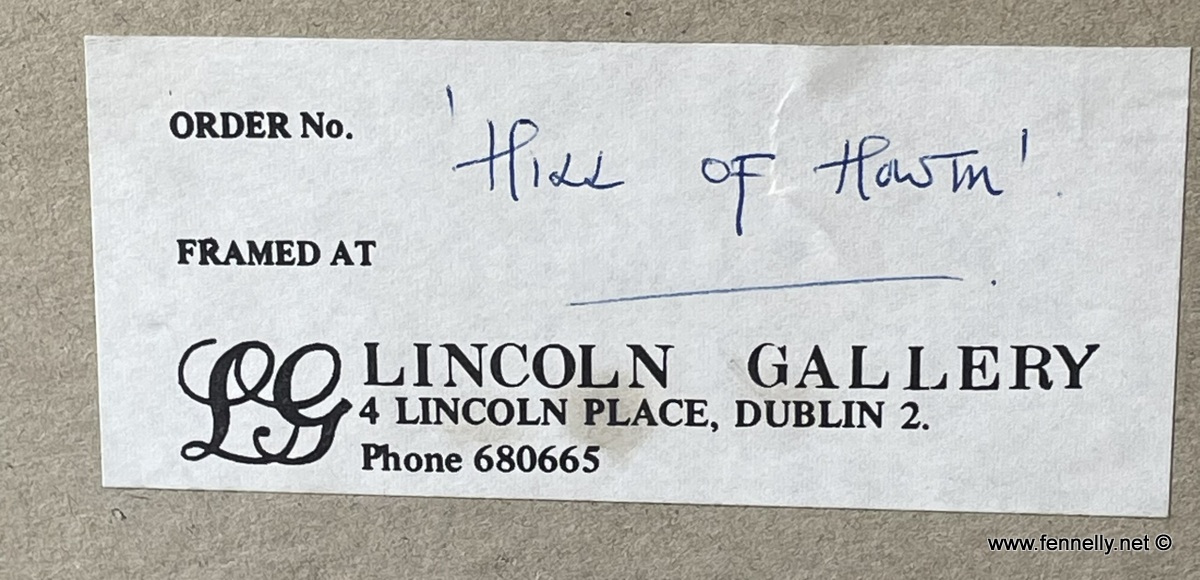 ORDER No. 'Hill of Howth'
FRAMED AT
LG LINCOLN GALLERY
4 LINCOLN PLACE, DUBLIN 2.
Phone 680665
www.fennelly.net ©